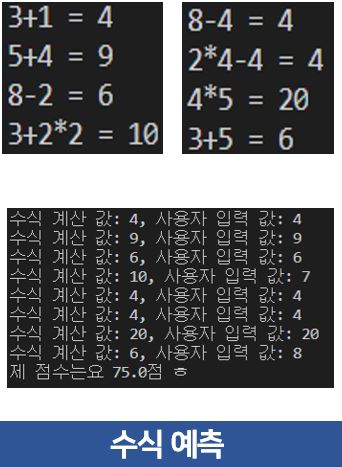 3+1 = 4
5+4 = 9
8-2 = 6
3+2*2 = 10
8-4 = 4
2*4-4 = 4
4*5 = 20
3+5 = 6
수식 계산 값: 4, 사용자 입력 값: 4
수식 계산 값: 9, 사용자 입력 값: 9
수식 계산 값: 6, 사용자 입력 값: 6
수식 계산 값: 10, 사용자 입력 값: 7
수식 계산 값: 4, 사용자 입력 값: 4
수식 계산 값: 4, 사용자 입력 값: 4
수식 계산 값: 20, 사용자 입력 값: 20
수식 계산 값: 6, 사용자 입력 값: 8
제 점수는요 75.0점 ㅎ
수식 예측